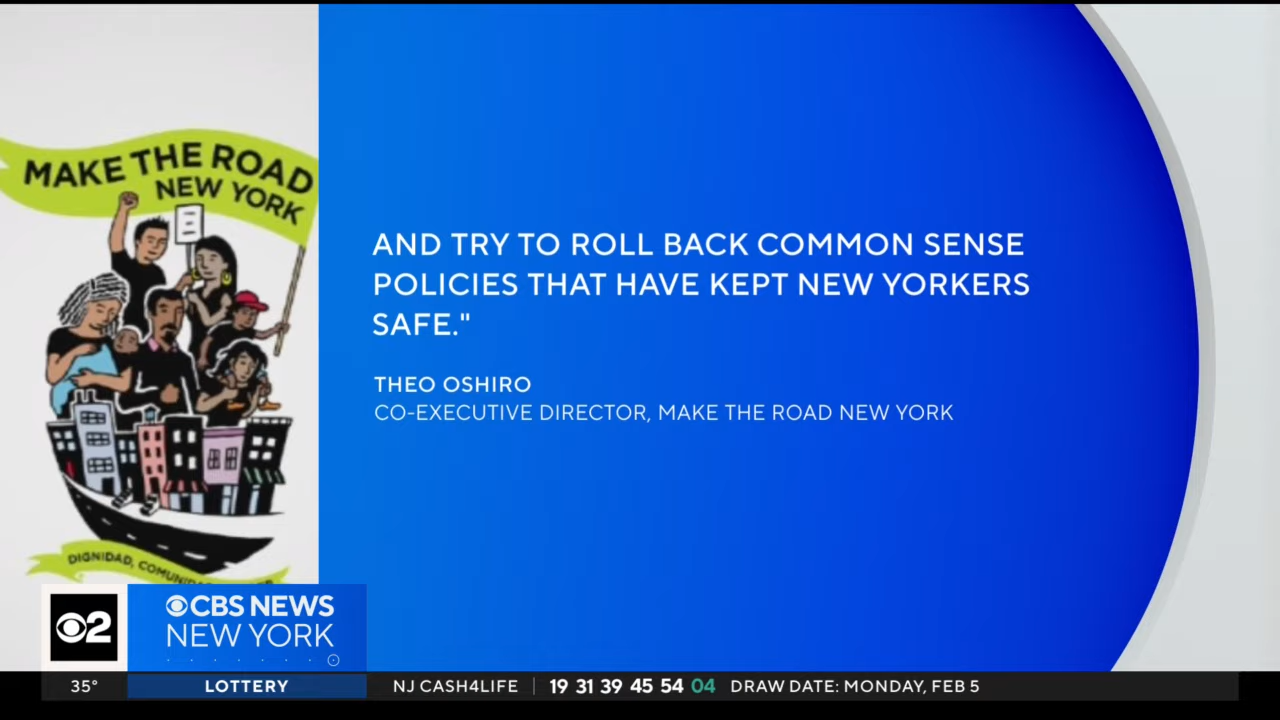 MAKE THE ROAD
NEW YORK
AND TRY TO ROLL BACK COMMON SENSE
POLICIES THAT HAVE KEPT NEW YORKERS
SAFE."
THEO OSHIRO
CO-EXECUTIVE DIRECTOR, MAKE THE ROAD NEW YORK
DIGNIDAD,
2
CBS NEWS
NEW YORK
35° LOTTERY NJ CASH4LIFE 19 31 39 45 54 04 DRAW DATE: MONDAY, FEB 5